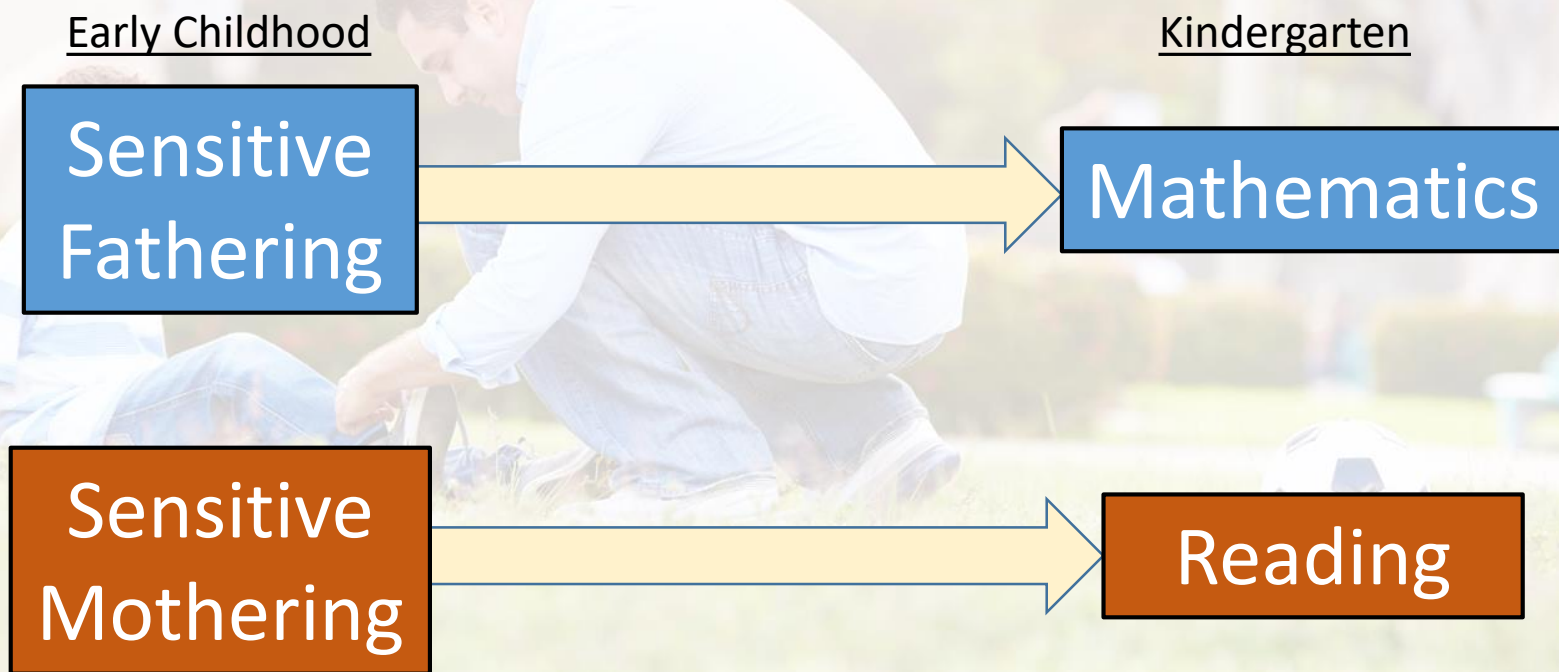 Early Childhood
Kindergarten
Sensitive
Fathering
Mathematics
Sensitive
Mothering
Reading